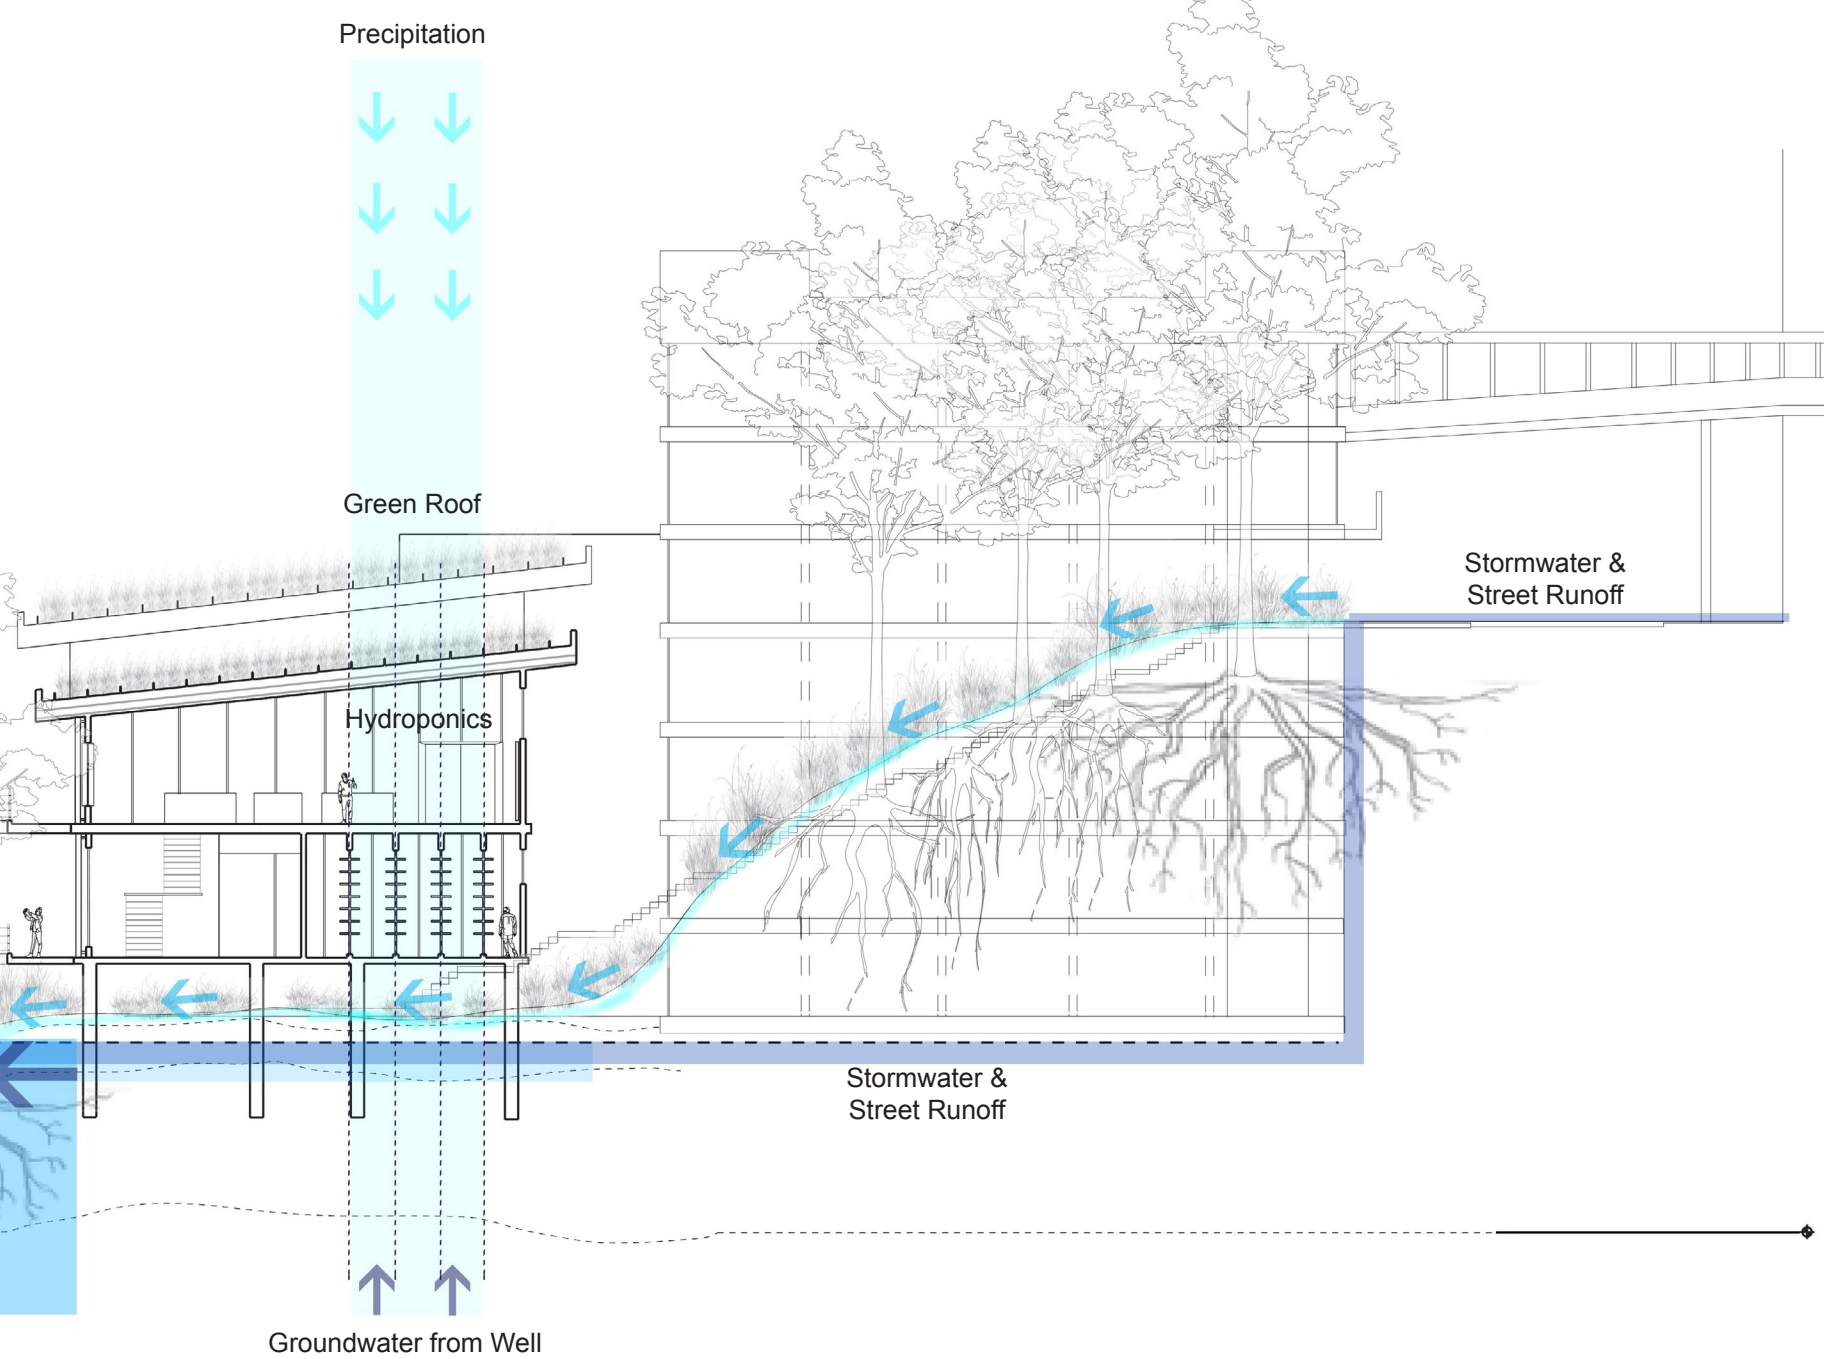 Precipitation
Green Roof
Stormwater &
Street Runoff
Hydroponics
Stormwater &
Street Runoff
Groundwater from Well